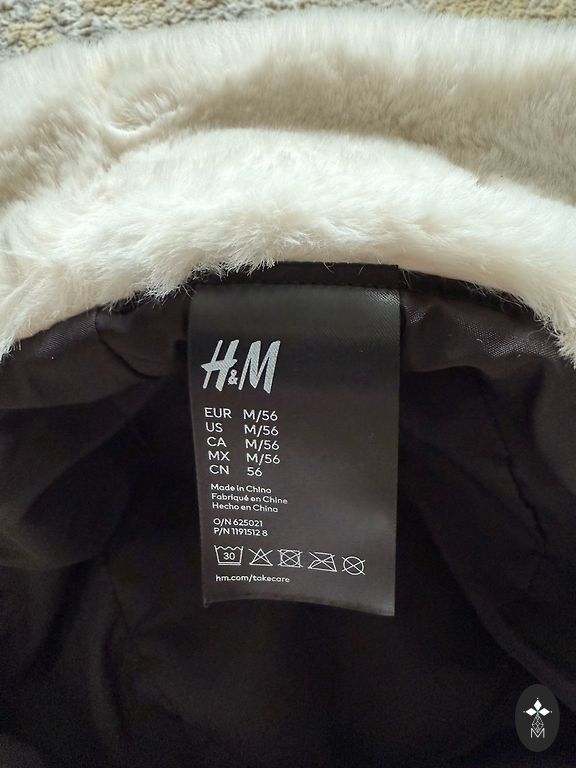 H&M
EUR M/56
US M/56
CA M/56
MX M/56
CN 56
Made in China
Fabriqué en Chine
Hecho en China
O/N 625021
P/N 1191512 8
30
hm.com/takecare
M